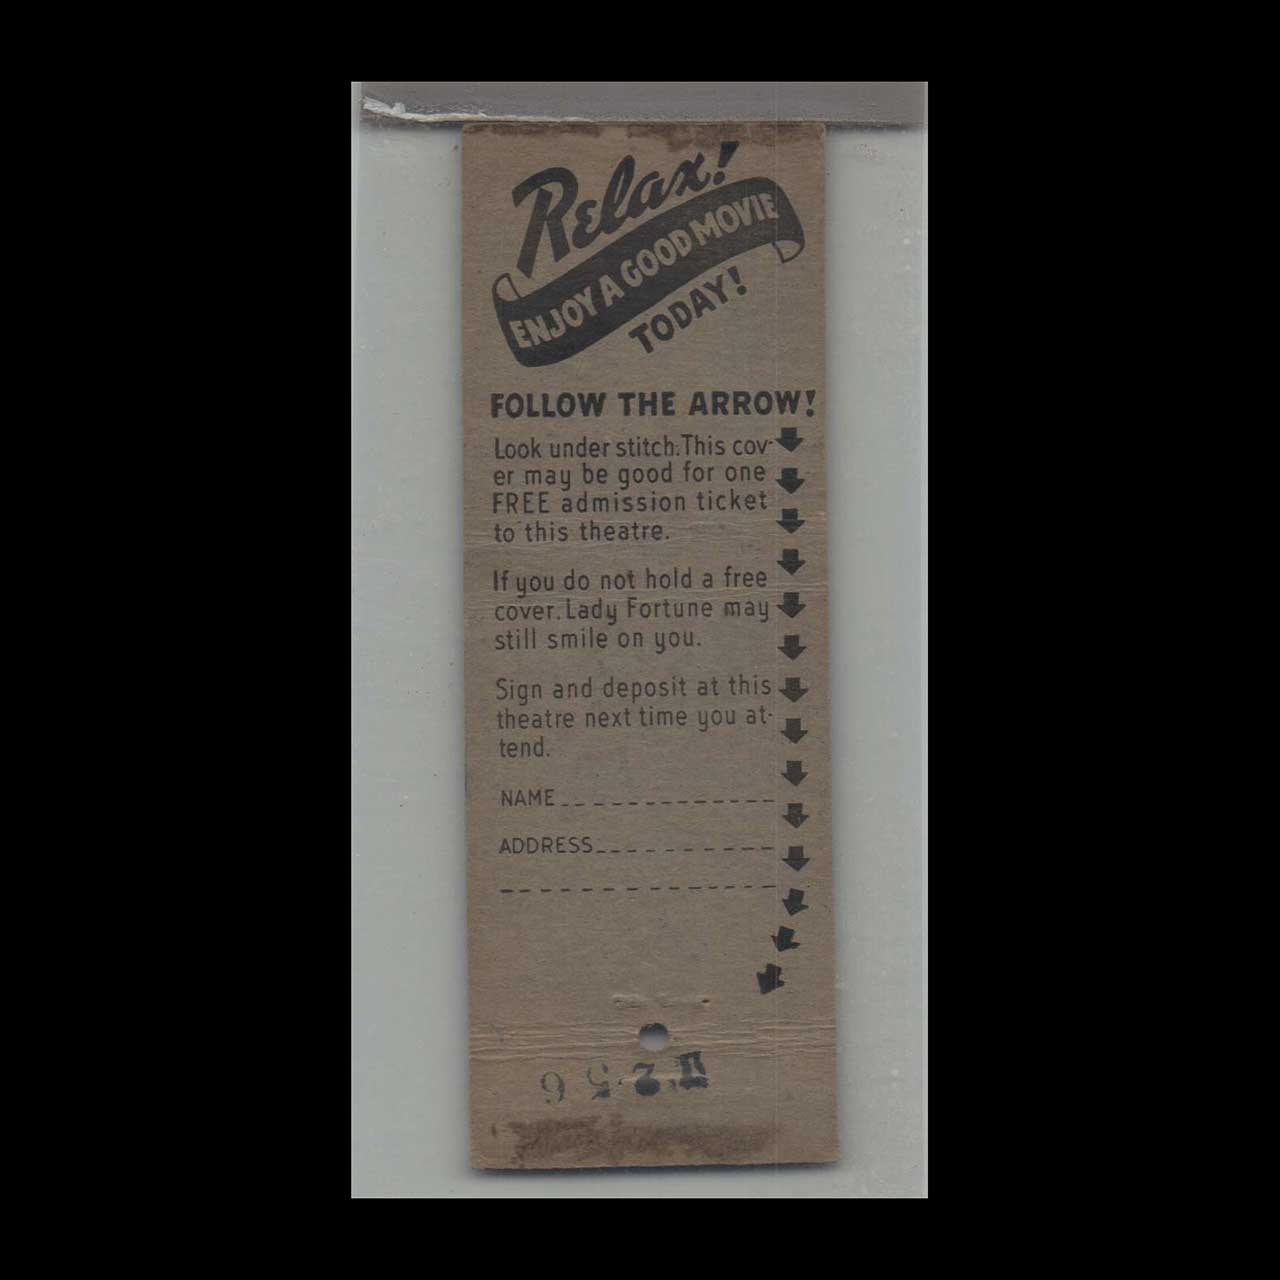 Relax!
ENJOY A GOOD MOVIE
TODAY!
FOLLOW THE ARROW!
Look under stitch. This cov-
er may be good for one
FREE admission ticket
to this theatre.
If you do not hold a free
cover. Lady Fortune may
still smile on you.
Sign and deposit at this
theatre next time you at-
tend.
NAME
ADDRESS